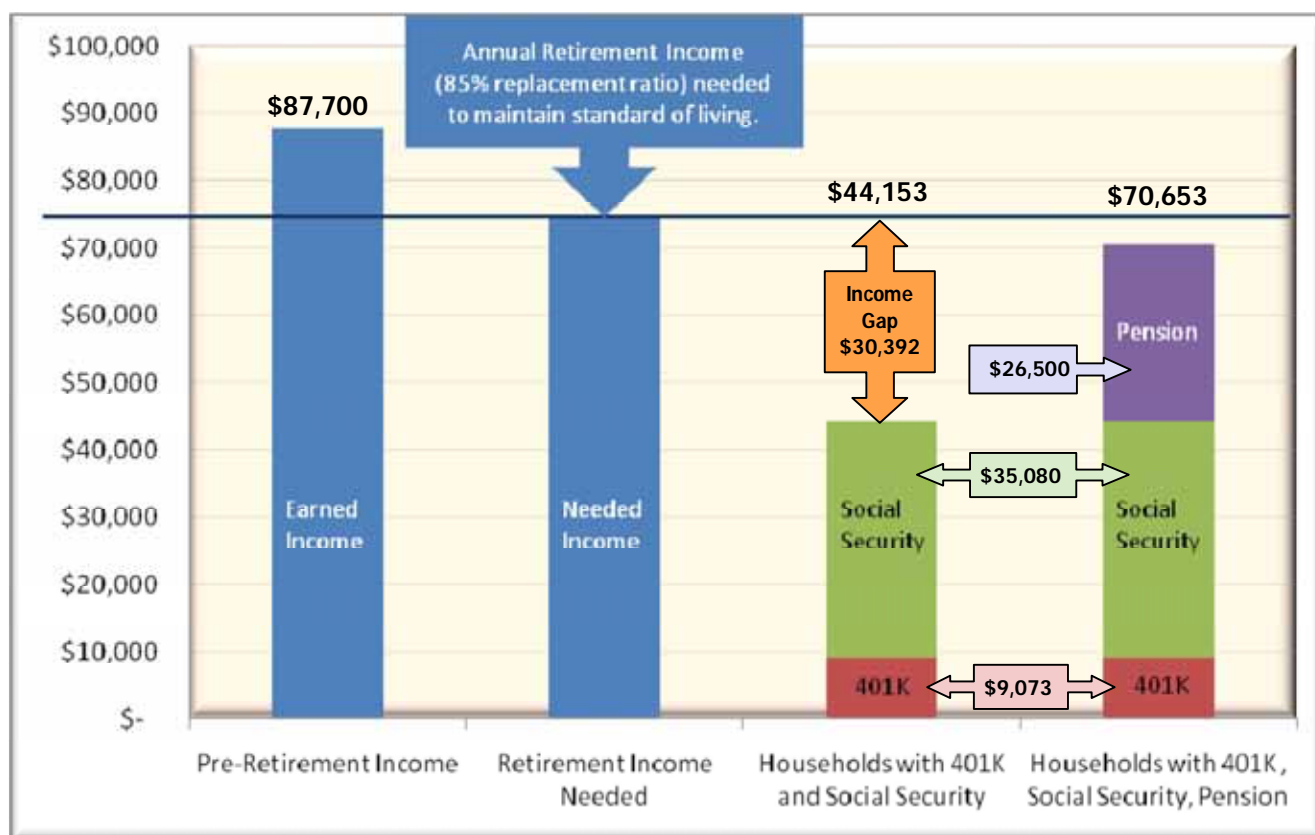 $100,000
$90,000
$80,000
$70,000
$60,000
$50,000
$40,000
$30,000
$20,000
$10,000
$-
Annual Retirement Income
(85% replacement ratio) needed
to maintain standard of living.
$87,700
$44,153
$70,653
Income
Gap
$30,392
Pension
$26,500
$35,080
Earned
Income
Needed
Income
Social
Security
Social
Security
401K
$9,073
401K
Pre-Retirement Income
Retirement Income
Needed
Households with 401K
and Social Security
Households with 401K,
Social Security, Pension